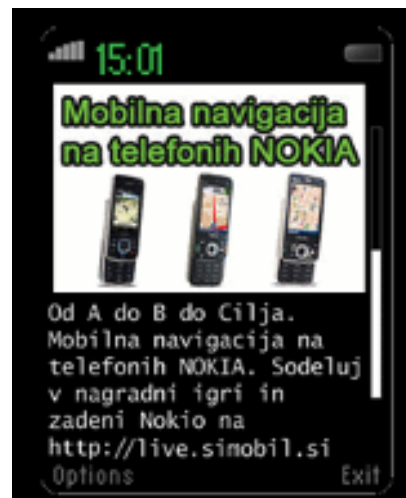 15:01
Mobilna navigacija
na telefonih NOKIA
Od A do B do Cilja.
Mobilna navigacija na
telefonih NOKIA. Sodeluj
v nagradni igri in
zadeni Nokio na
http://live.simobil.si
Options Exit